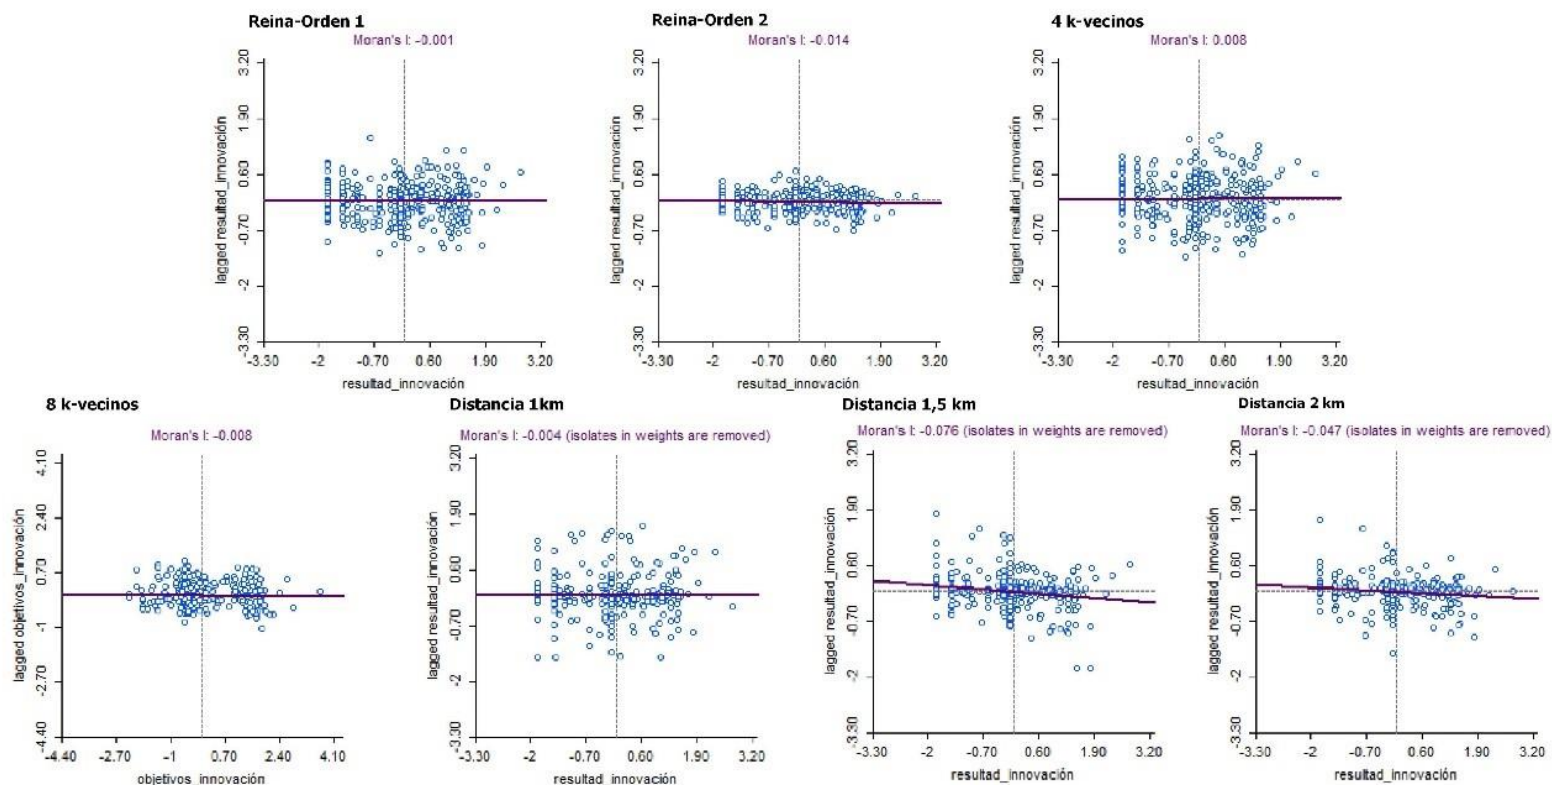 Reina-Orden 1
Moran's I: -0.001
3.20
1.90
0.60
-0.70
-2
-3.30
lagged resultad_innovación
-3.30 -2 -0.70 0.60 1.90 3.20
resultad_innovación
Reina-Orden 2
Moran's I: -0.014
3.20
1.90
0.60
-0.70
-2
-3.30
lagged resultad_innovación
-3.30 -2 -0.70 0.60 1.90 3.20
resultad_innovación
4 k-vecinos
Moran's I: 0.008
3.20
1.90
0.60
-0.70
-2
-3.30
lagged resultad_innovación
-3.30 -2 -0.70 0.60 1.90 3.20
resultad_innovación
8 k-vecinos
Moran's I: -0.008
4.10
2.40
0.70
-1
-2.70
-4.40
lagged objetivos_innovación
-4.40 -2.70 -1 0.70 2.40 4.10
objetivos_innovación
Distancia 1km
Moran's I: -0.004 (isolates in weights are removed)
3.20
1.90
0.60
-0.70
-2
-3.30
lagged resultad_innovación
-3.30 -2 -0.70 0.60 1.90 3.20
resultad_innovación
Distancia 1,5 km
Moran's I: -0.076 (isolates in weights are removed)
3.20
1.90
0.60
-0.70
-2
-3.30
lagged resultad_innovación
-3.30 -2 -0.70 0.60 1.90 3.20
resultad_innovación
Distancia 2 km
Moran's I: -0.047 (isolates in weights are removed)
3.20
1.90
0.60
-0.70
-2
-3.30
lagged resultad_innovación
-3.30 -2 -0.70 0.60 1.90 3.20
resultad_innovación